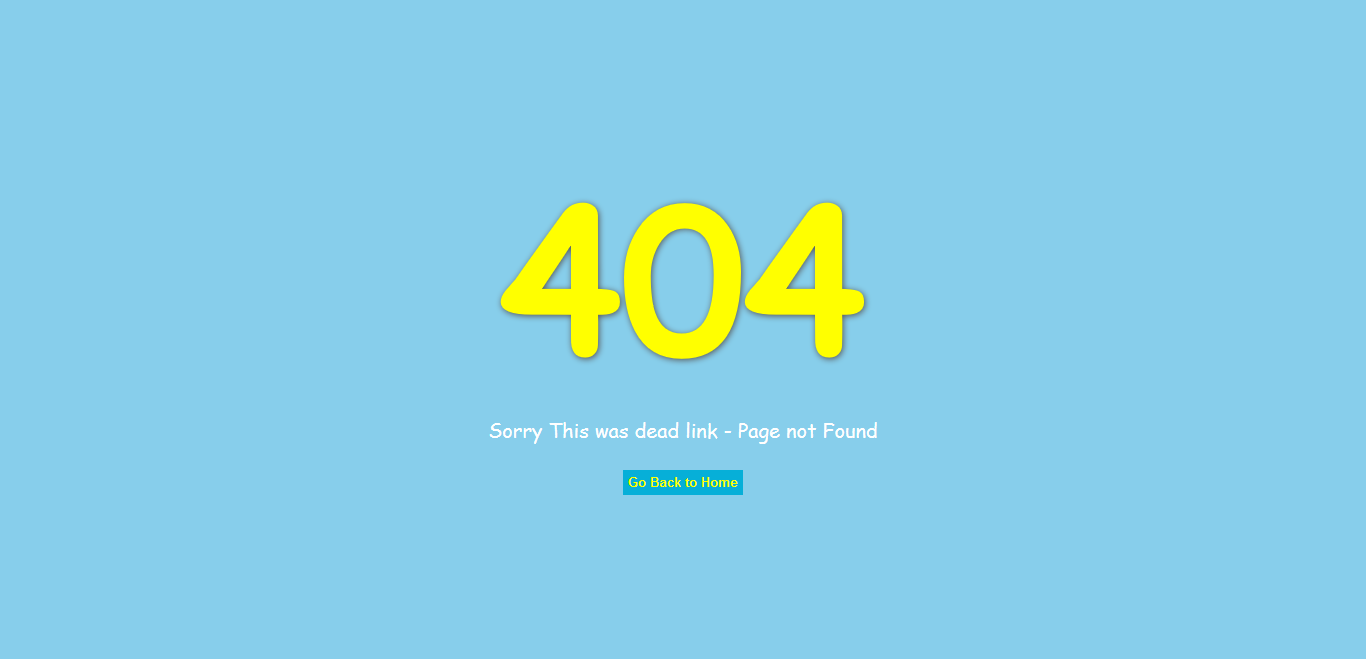 404
Sorry This was dead link - Page not Found
Go Back to Home